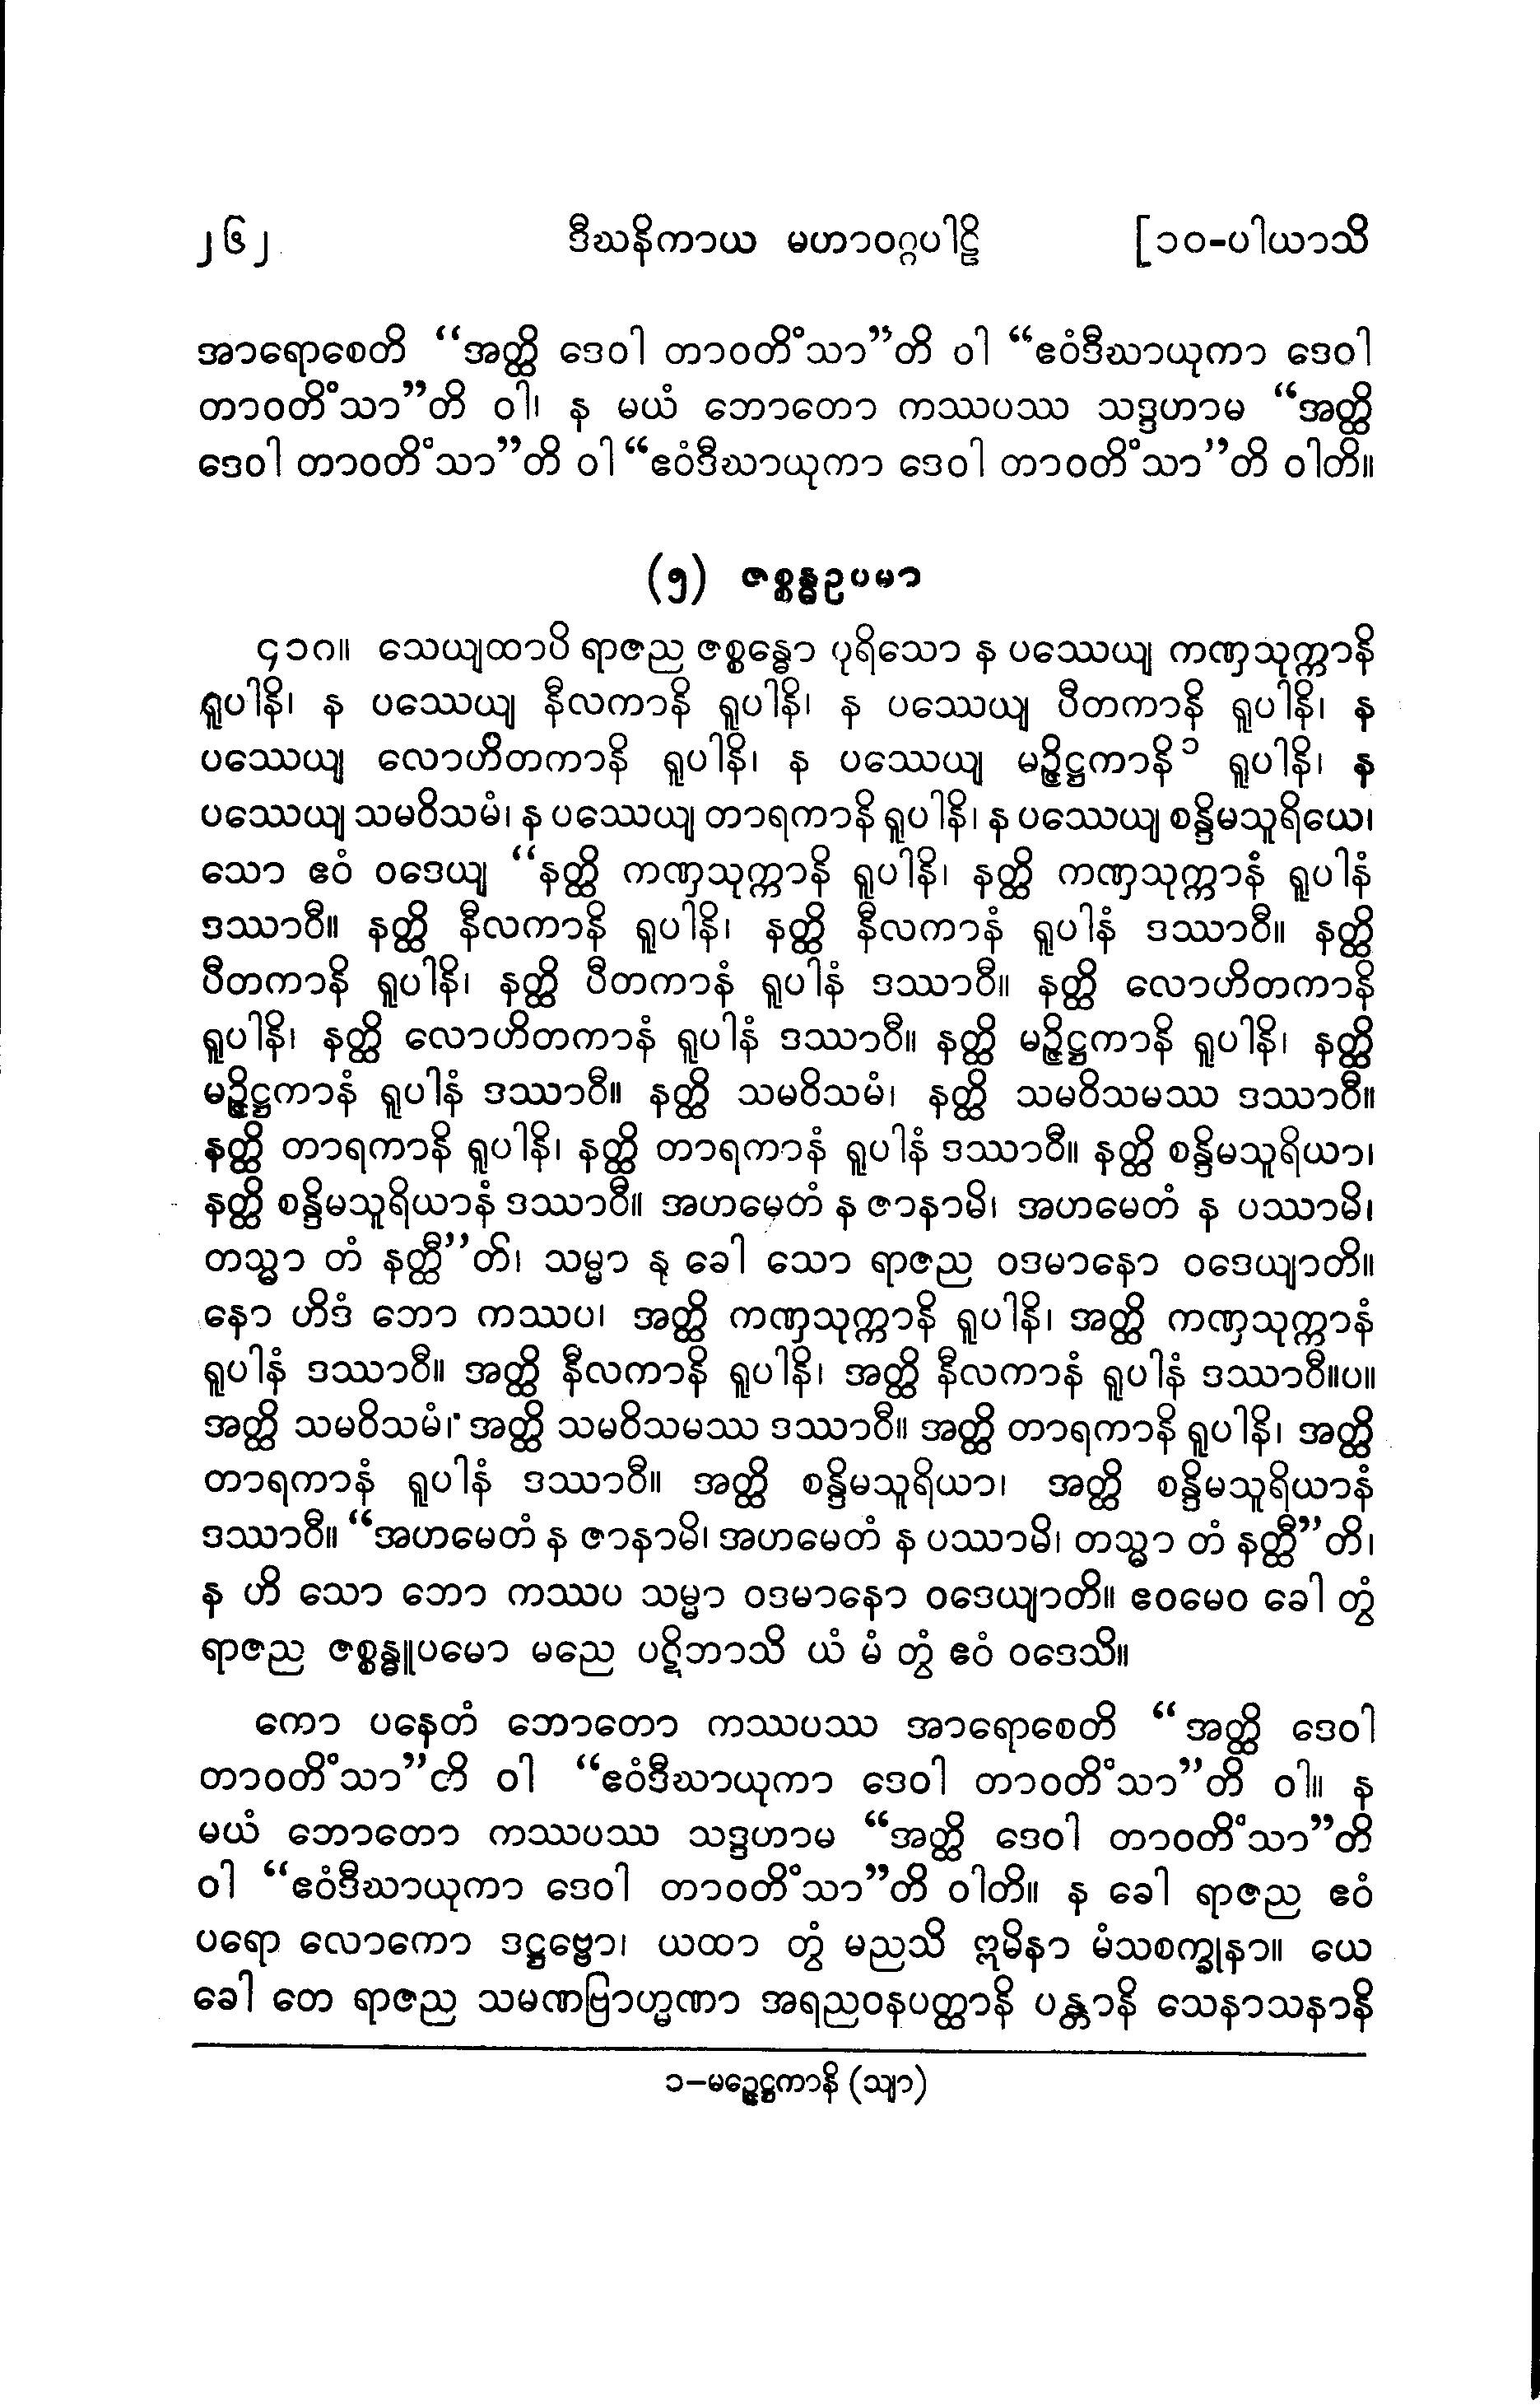 ၂၆၂ ဒီဃနိကာယ မဟာဝဂ္ဂပါဠိ [၁၀-ပါယာသိ
အာရောစေတိ “အတ္ထိ ဒေဝါ တာဝတိံသာ”တိ ဝါ “ဧဝံဒီဃာယုကာ ဒေဝါ
တာဝတိံသာ”တိ ဝါ၊ န မယံ ဘောတော ကဿပဿ သဒ္ဒဟာမ “အတ္ထိ
ဒေဝါ တာဝတိံသာ”တိ ဝါ “ဧဝံဒီဃာယုကာ ဒေဝါ တာဝတိံသာ”တိ ဝါတိ။
(၅) ဇစ္စန္ဓဥပမာ
၄၁၈။ သေယျထာပိ ရာဇည ဇစ္စန္ဓော ပုရိသော န ပဿေယျ ကဏှသုက္ကာနိ
ရူပါနိ၊ န ပဿေယျ နီလကာနိ ရူပါနိ၊ န ပဿေယျ ပီတကာနိ ရူပါနိ၊ န
ပဿေယျ လောဟိတကာနိ ရူပါနိ၊ န ပဿေယျ မဉ္ဇိဋ္ဌကာနိ ၁ ရူပါနိ၊ န
ပဿေယျ သမဝိသမံ၊ န ပဿေယျ တာရကာနိ ရူပါနိ၊ န ပဿေယျ စန္ဒိမသူရိယေ၊
သော ဧဝံ ဝဒေယျ “နတ္ထိ ကဏှသုက္ကာနိ ရူပါနိ၊ နတ္ထိ ကဏှသုက္ကာနံ ရူပါနံ
ဒဿာဝီ။ နတ္ထိ နီလကာနိ ရူပါနိ၊ နတ္ထိ နီလကာနံ ရူပါနံ ဒဿာဝီ။ နတ္ထိ
ပီတကာနိ ရူပါနိ၊ နတ္ထိ ပီတကာနံ ရူပါနံ ဒဿာဝီ။ နတ္ထိ လောဟိတကာနိ
ရူပါနိ၊ နတ္ထိ လောဟိတကာနံ ရူပါနံ ဒဿာဝီ။ နတ္ထိ မဉ္ဇိဋ္ဌကာနိ ရူပါနိ၊ နတ္ထိ
မဉ္ဇိဋ္ဌကာနံ ရူပါနံ ဒဿာဝီ။ နတ္ထိ သမဝိသမံ၊ နတ္ထိ သမဝိသမဿ ဒဿာဝီ။
နတ္ထိ တာရကာနိ ရူပါနိ၊ နတ္ထိ တာရကာနံ ရူပါနံ ဒဿာဝီ။ နတ္ထိ စန္ဒိမသူရိယာ၊
နတ္ထိ စန္ဒိမသူရိယာနံ ဒဿာဝီ။ အဟမေတံ န ဇာနာမိ၊ အဟမေတံ န ပဿာမိ၊
တသ္မာ တံ နတ္ထီ”တိ၊ သမ္မာ နု ခေါ သော ရာဇည ဝဒမာနော ဝဒေယျာတိ။
နော ဟိဒံ ဘော ကဿပ၊ အတ္ထိ ကဏှသုက္ကာနိ ရူပါနိ၊ အတ္ထိ ကဏှသုက္ကာနံ
ရူပါနံ ဒဿာဝီ။ အတ္ထိ နီလကာနိ ရူပါနိ၊ အတ္ထိ နီလကာနံ ရူပါနံ ဒဿာဝီ။ပ။
အတ္ထိ သမဝိသမံ၊ အတ္ထိ သမဝိသမဿ ဒဿာဝီ။ အတ္ထိ တာရကာနိ ရူပါနိ၊ အတ္ထိ
တာရကာနံ ရူပါနံ ဒဿာဝီ။ အတ္ထိ စန္ဒိမသူရိယာ၊ အတ္ထိ စန္ဒိမသူရိယာနံ
ဒဿာဝီ။ “အဟမေတံ န ဇာနာမိ၊ အဟမေတံ န ပဿာမိ၊ တသ္မာ တံ နတ္ထီ”တိ၊
န ဟိ သော ဘော ကဿပ သမ္မာ ဝဒမာနော ဝဒေယျာတိ။ ဧဝမေဝ ခေါ တွံ
ရာဇည ဇစ္စန္ဓူပမော မညေ ပဋိဘာသိ ယံ မံ တွံ ဧဝံ ဝဒေသိ။
ကော ပနေတံ ဘောတော ကဿပဿ အာရောစေတိ “အတ္ထိ ဒေဝါ
တာဝတိံသာ”တိ ဝါ “ဧဝံဒီဃာယုကာ ဒေဝါ တာဝတိံသာ”တိ ဝါ။ န
မယံ ဘောတော ကဿပဿ သဒ္ဒဟာမ “အတ္ထိ ဒေဝါ တာဝတိံသာ”တိ
ဝါ “ဧဝံဒီဃာယုကာ ဒေဝါ တာဝတိံသာ”တိ ဝါတိ။ န ခေါ ရာဇည ဧဝံ
ပရော လောကော ဒဋ္ဌဗ္ဗော၊ ယထာ တွံ မညသိ ဣမိနာ မံသစက္ခုနာ။ ယေ
ခေါ တေ ရာဇည သမဏဗြာဟ္မဏာ အရညဝနပတ္ထာနိ ပန္တာနိ သေနာသနာနိ
၁-မဉ္ဇေဋ္ဌကာနိ (သျာ)